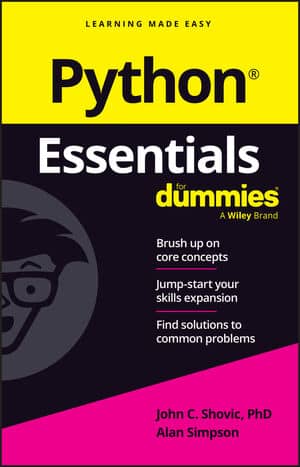 LEARNING MADE EASY
Python®
Essentials
for
dummies®
A Wiley Brand
Brush up on
core concepts
Jump-start your
skills expansion
Find solutions to
common problems
John C. Shovic, PhD
Alan Simpson